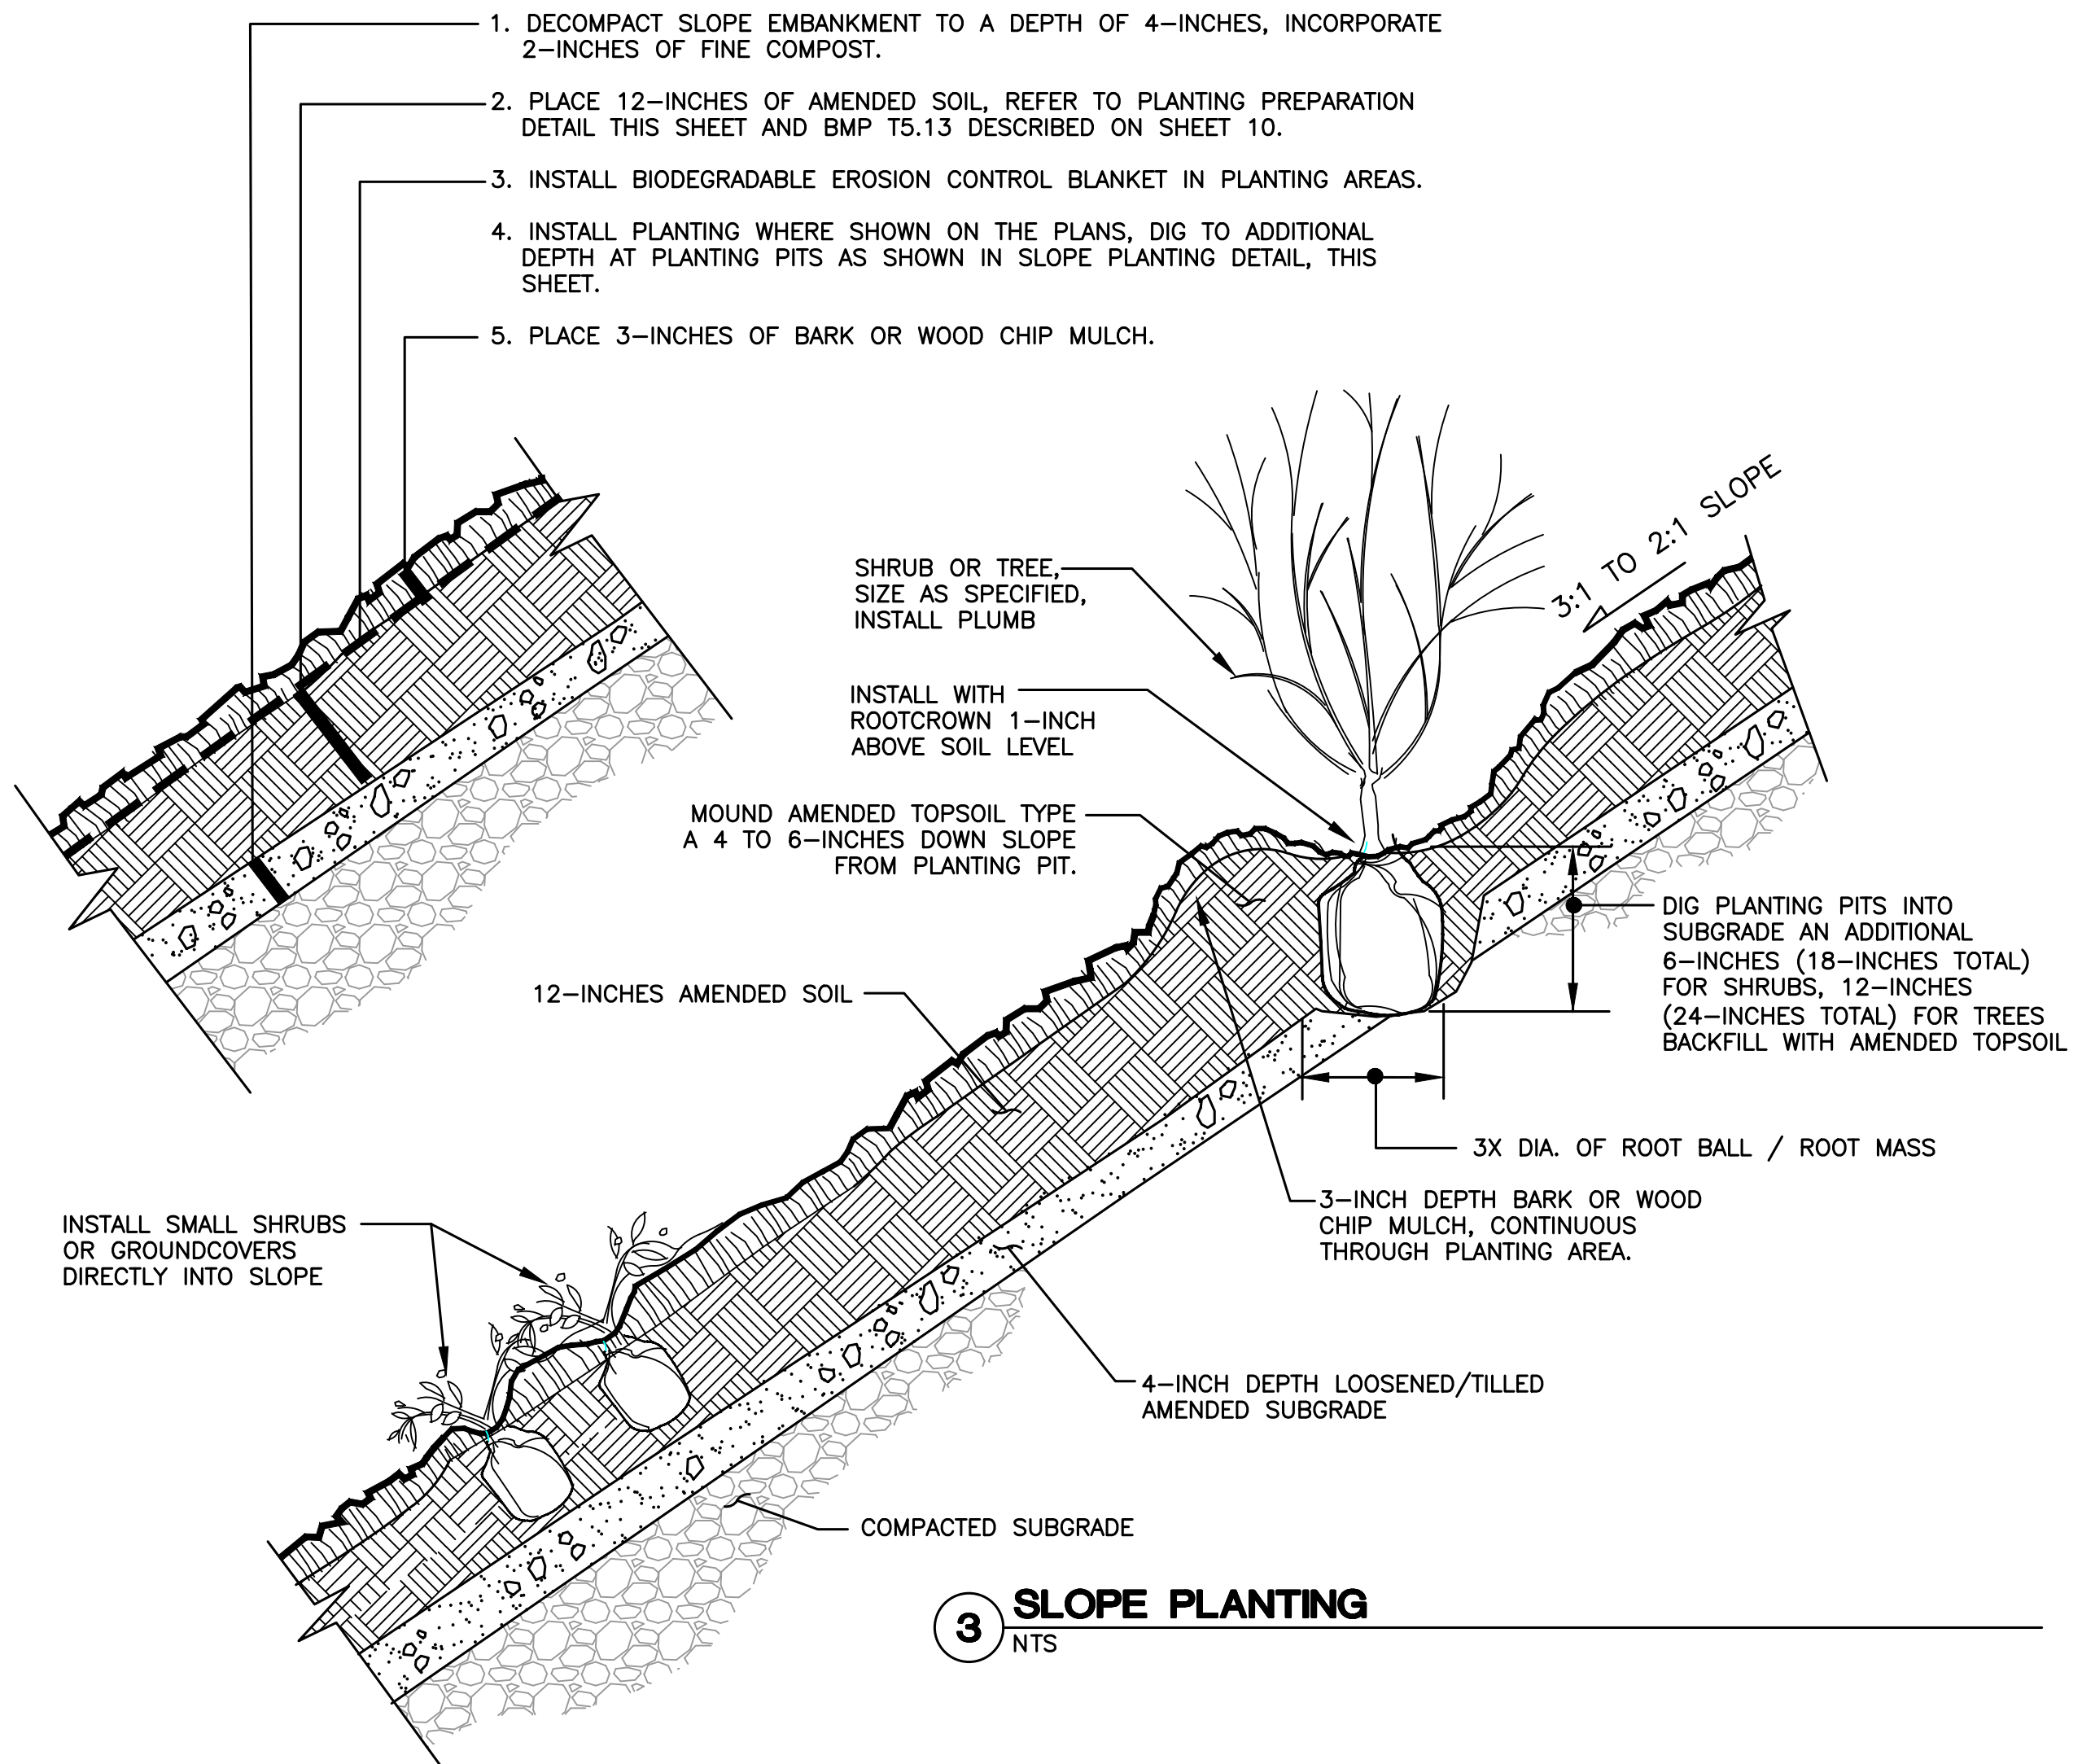 1. DECOMPACT SLOPE EMBANKMENT TO A DEPTH OF 4-INCHES, INCORPORATE
2-INCHES OF FINE COMPOST.
2. PLACE 12-INCHES OF AMENDED SOIL, REFER TO PLANTING PREPARATION
DETAIL THIS SHEET AND BMP T5.13 DESCRIBED ON SHEET 10.
3. INSTALL BIODEGRADABLE EROSION CONTROL BLANKET IN PLANTING AREAS.
4. INSTALL PLANTING WHERE SHOWN ON THE PLANS, DIG TO ADDITIONAL
DEPTH AT PLANTING PITS AS SHOWN IN SLOPE PLANTING DETAIL, THIS
SHEET.
5. PLACE 3-INCHES OF BARK OR WOOD CHIP MULCH.
3:1 TO 2:1 SLOPE
SHRUB OR TREE,
SIZE AS SPECIFIED,
INSTALL PLUMB
INSTALL WITH
ROOTCROWN 1-INCH
ABOVE SOIL LEVEL
MOUND AMENDED TOPSOIL TYPE
A 4 TO 6-INCHES DOWN SLOPE
FROM PLANTING PIT.
DIG PLANTING PITS INTO
SUBGRADE AN ADDITIONAL
6-INCHES (18-INCHES TOTAL)
FOR SHRUBS, 12-INCHES
(24-INCHES TOTAL) FOR TREES
BACKFILL WITH AMENDED TOPSOIL
12-INCHES AMENDED SOIL
3X DIA. OF ROOT BALL / ROOT MASS
3-INCH DEPTH BARK OR WOOD
CHIP MULCH, CONTINUOUS
THROUGH PLANTING AREA.
INSTALL SMALL SHRUBS
OR GROUNDCOVERS
DIRECTLY INTO SLOPE
4-INCH DEPTH LOOSENED/TILLED
AMENDED SUBGRADE
COMPACTED SUBGRADE
3 SLOPE PLANTING
NTS